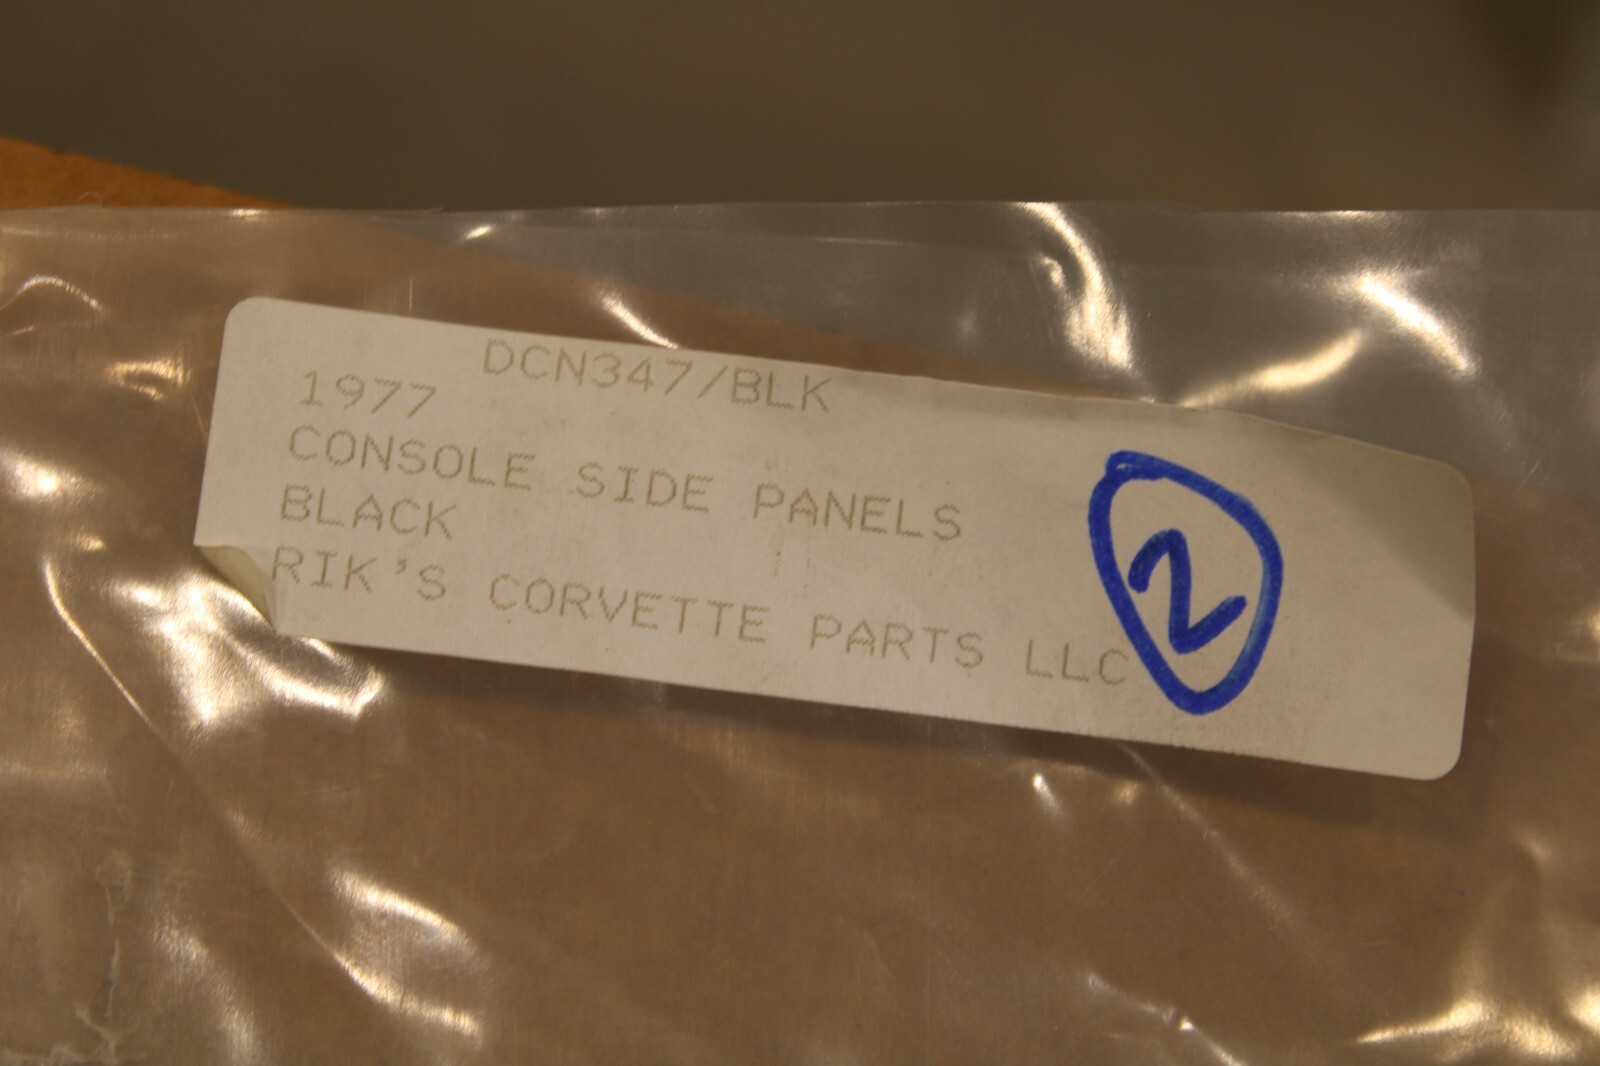 DCN347/BLK
1977
CONSOLE SIDE PANELS
BLACK
RIK'S CORVETTE PARTS LLC
2